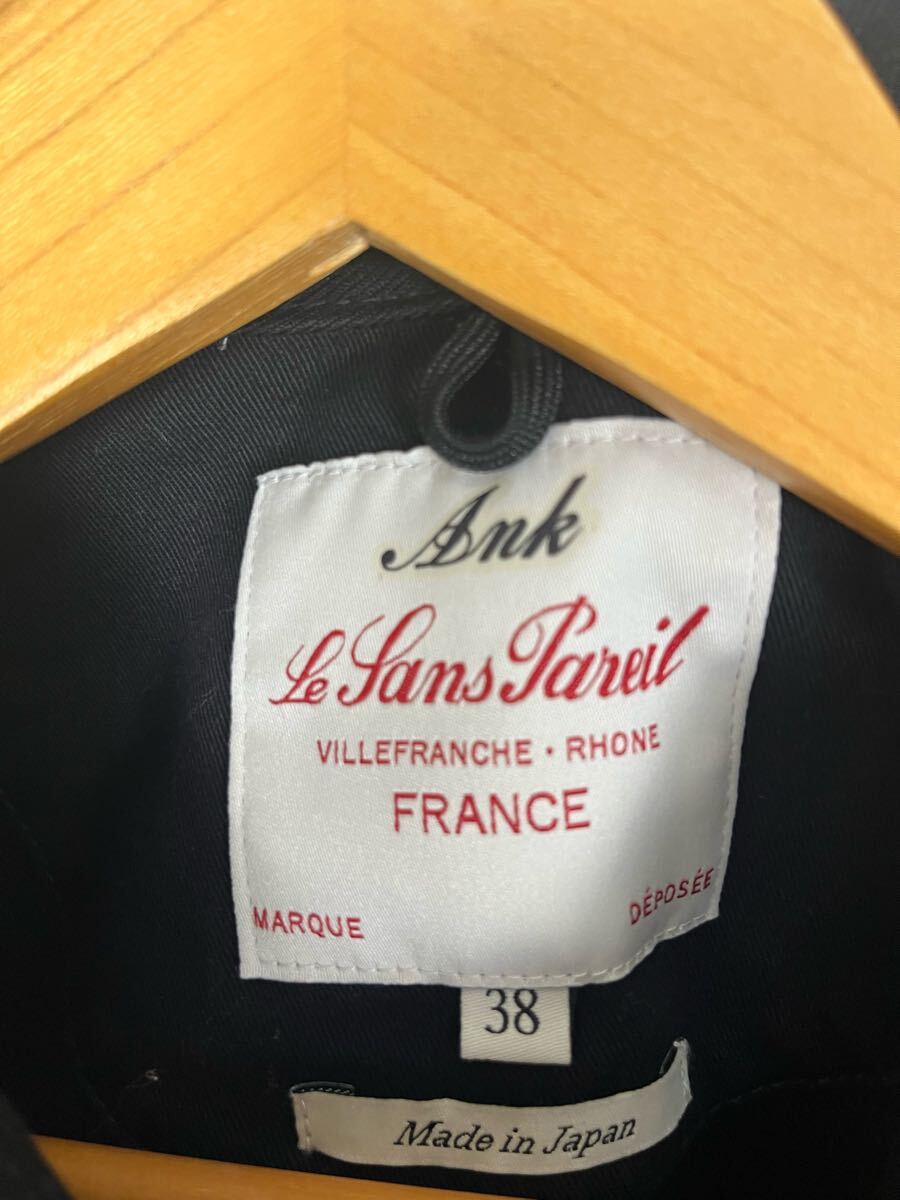 Ank
Le Sans Pareil
VILLEFRANCHE · RHONE
FRANCE
MARQUE DÉPOSÉE
38
Made in Japan